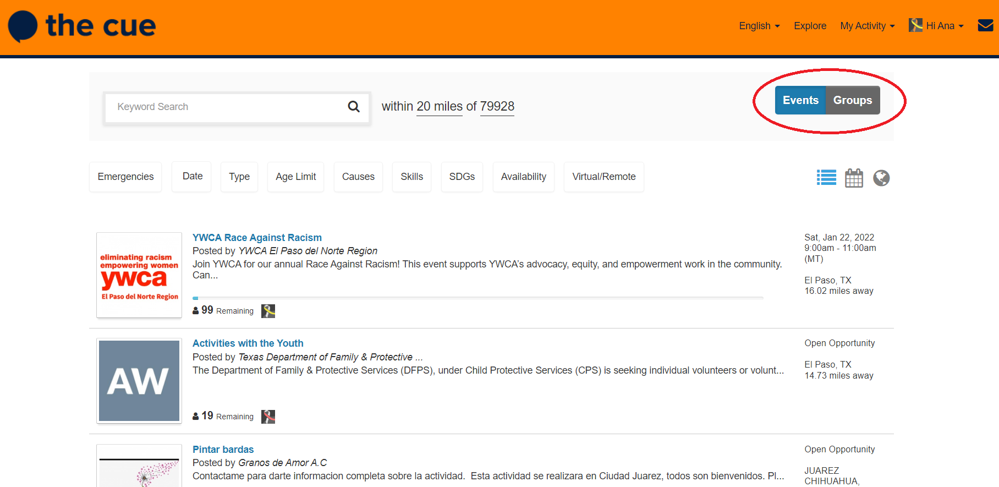 the cue
English Explore My Activity Hi Ana
Keyword Search
within 20 miles of 79928
Events Groups
Emergencies Date Type Age Limit Causes Skills SDGs Availability Virtual/Remote
eliminating racism
empowering women
ywca
El Paso del Norte Region
YWCA Race Against Racism
Posted by YWCA El Paso del Norte Region
Join YWCA for our annual Race Against Racism! This event supports YWCA's advocacy, equity, and empowerment work in the community.
Can...
99 Remaining
Sat, Jan 22, 2022
9:00am - 11:00am
(MT)
El Paso, TX
16.02 miles away
AW
Activities with the Youth
Posted by Texas Department of Family & Protective ...
The Department of Family & Protective Services (DFPS), under Child Protective Services (CPS) is seeking individual volunteers or volunt...
19 Remaining
Open Opportunity
El Paso, TX
14.73 miles away
Pintar bardas
Posted by Granos de Amor A.C
Contactame para darte informacion completa sobre la actividad. Esta actividad se realizara en Ciudad Juarez, todos son bienvenidos. Pl...
Open Opportunity
JUAREZ
CHIHUAHUA,